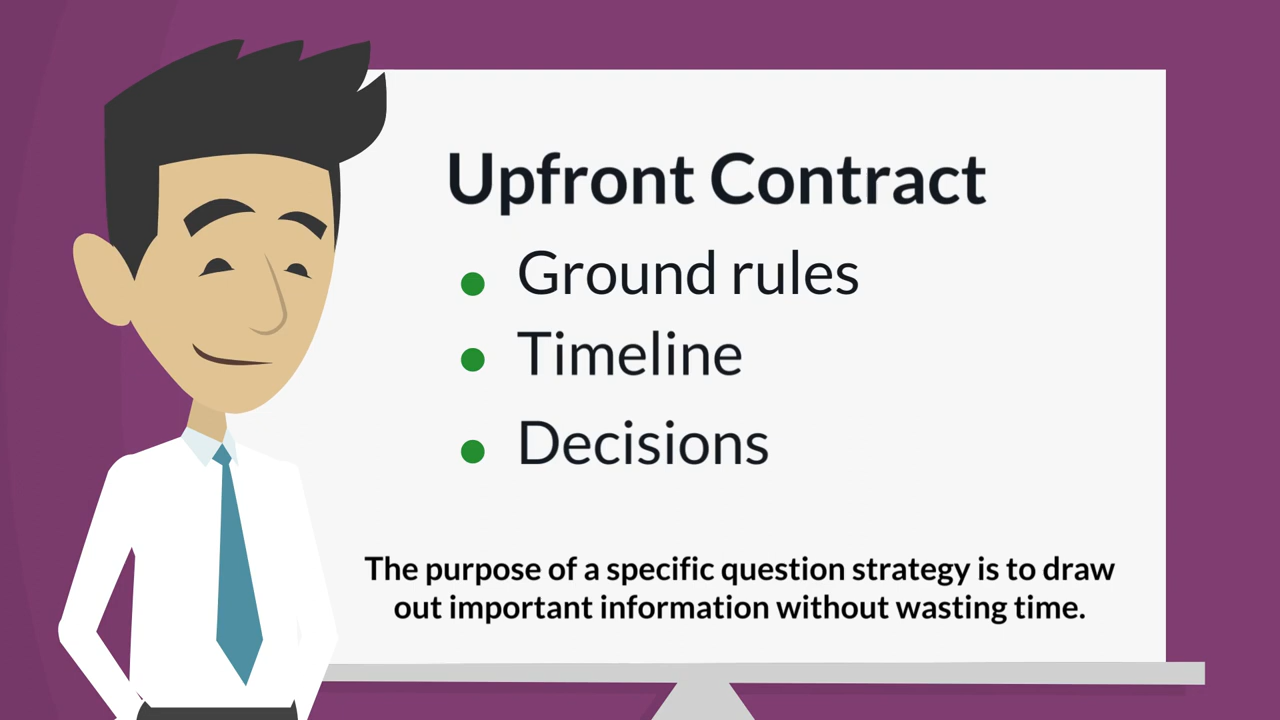 Upfront Contract
Ground rules
Timeline
Decisions
The purpose of a specific question strategy is to draw
out important information without wasting time.